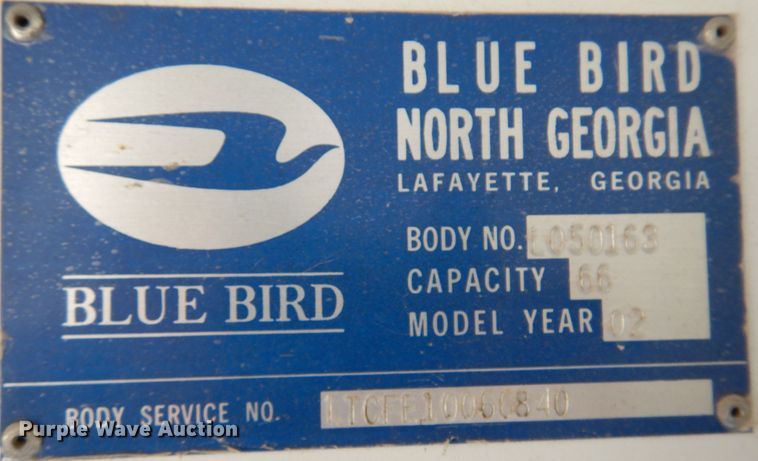 BLUE BIRD
NORTH GEORGIA
LAFAYETTE, GEORGIA
BODY NO. L050163
CAPACITY 66
MODEL YEAR 02
BLUE BIRD
BODY SERVICE NO.
Purple Wave Auction